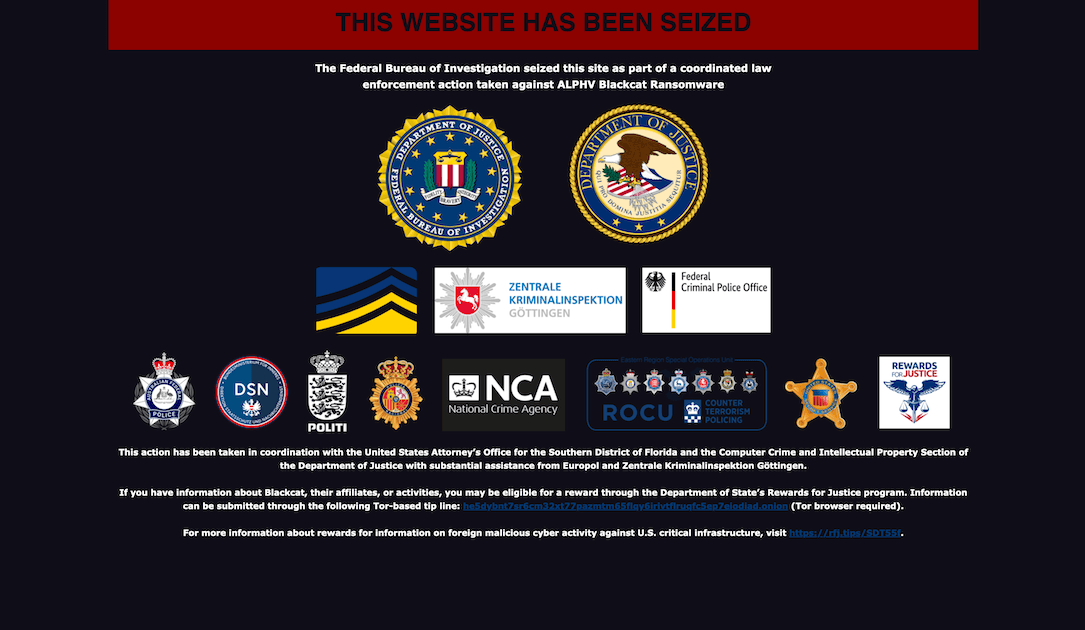 THIS WEBSITE HAS BEEN SEIZED
The Federal Bureau of Investigation seized this site as part of a coordinated law
enforcement action taken against ALPHV Blackcat Ransomware
DEPARTMENT OF JUSTICE
FEDERAL BUREAU OF INVESTIGATION
FIDELITY BRAVERY INTEGRITY
DEPARTMENT OF JUSTICE
QUI PRO DOMINA JUSTITIA SEQUITUR
ZENTRALE
KRIMINALINSPEKTION
GÖTTINGEN
Federal
Criminal Police Office
AUSTRALIAN FEDERAL
POLICE
DSN
POLITI
NCA
National Crime Agency
Eastern Region Special Operations Unit
ROCU
COUNTER
TERRORISM
POLICING
REWARDS
FOR JUSTICE
This action has been taken in coordination with the United States Attorney's Office for the Southern District of Florida and the Computer Crime and Intellectual Property Section of
the Department of Justice with substantial assistance from Europol and Zentrale Kriminalinspektion Göttingen.
If you have information about Blackcat, their affiliates, or activities, you may be eligible for a reward through the Department of State's Rewards for Justice program. Information
can be submitted through the following Tor-based tip line: (Tor browser required).
For more information about rewards for information on foreign malicious cyber activity against U.S. critical infrastructure, visit